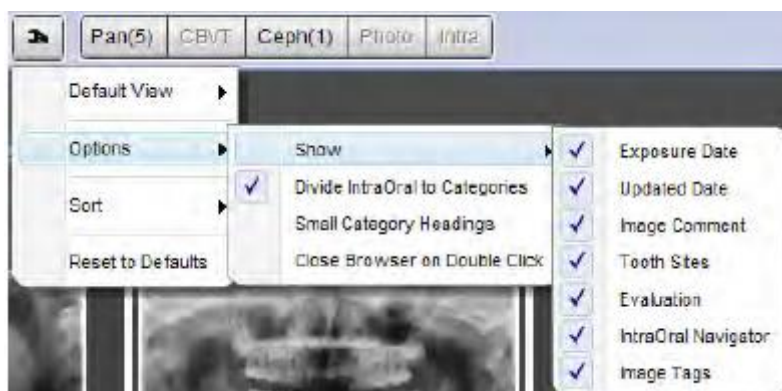 Pan(5) CBVT Ceph(1) Photo Intra
Default View
Options
Sort
Reset to Defaults
Show
Divide IntraOral to Categories
Small Category Headings
Close Browser on Double Click
Exposure Date
Updated Date
Image Comment
Tooth Sites
Evaluation
IntraOral Navigator
Image Tags